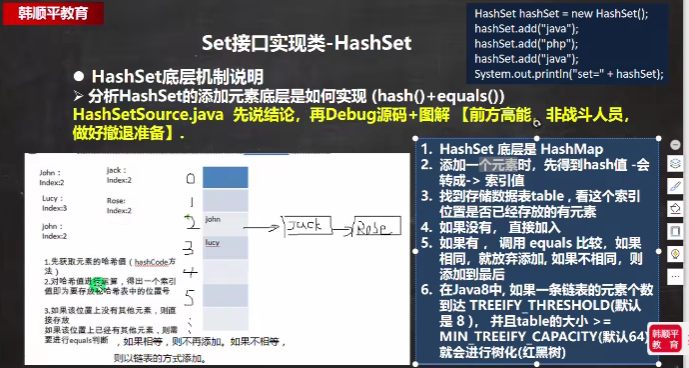 韩顺平教育
Set接口实现类-HashSet
HashSet hashSet = new HashSet();
hashSet.add("java");
hashSet.add("php");
hashSet.add("java");
System.out.println("set=" + hashSet);
● HashSet底层机制说明
➢ 分析HashSet的添加元素底层是如何实现 (hash()+equals())
HashSetSource.java 先说结论，再Debug源码+图解 【前方高能。非战斗人员，
做好撤退准备】.
John：
Index:2
jack：
Index:2
Lucy：
Index:3
Rose:
Index:2
john：
Index:2
0
1
2
john
Jack
Rose
3
lucy
4
5
1.先获取元素的哈希值（hashCode方
法）
2.对哈希值进行运算，得出一个索引
值即为要存放在哈希表中的位置号
3.如果该位置上没有其他元素，则直
接存放
如果该位置上已经有其他元素，则需
要进行equals判断，如果相等，则不再添加。如果不相等，
则以链表的方式添加。
1. HashSet 底层是 HashMap
2. 添加一个元素时，先得到hash值 -会
转成-> 索引值
3. 找到存储数据表table，看这个索引
位置是否已经存放的有元素
4. 如果没有，直接加入
5. 如果有， 调用 equals 比较，如果
相同，就放弃添加, 如果不相同，则
添加到最后
6. 在Java8中, 如果一条链表的元素个数
到达 TREEIFY_THRESHOLD(默认
是 8 )， 并且table的大小 >=
MIN_TREEIFY_CAPACITY(默认64)
就会进行树化(红黑树)
韩顺平
教 育